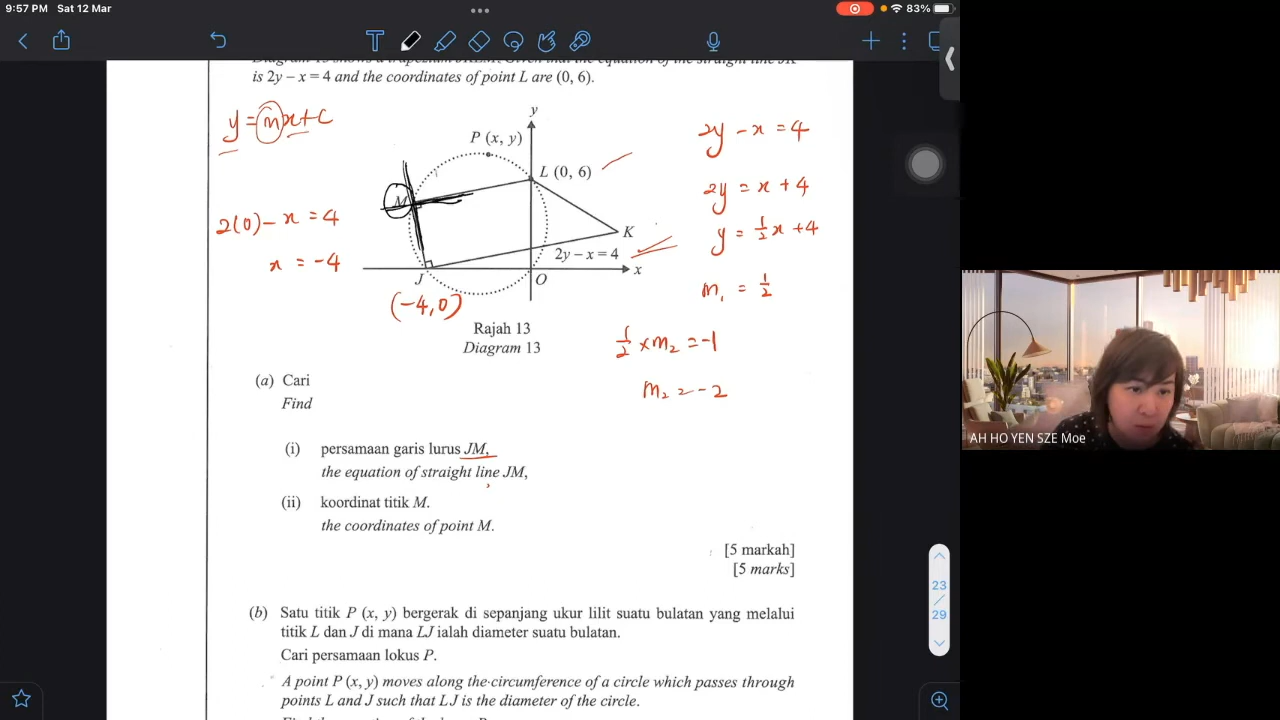 9:57 PM Sat 12 Mar
83%
is 2y – x = 4 and the coordinates of point L are (0, 6).
y = mx + c
P (x, y)
y
L (0, 6)
M
K
2y – x = 4
x
J
O
(-4, 0)
2(0) - x = 4
x = -4
2y - x = 4
2y = x + 4
y = 1/2 x + 4
m₁ = 1/2
1/2 × m₂ = -1
m₂ = -2
Rajah 13
Diagram 13
(a) Cari
Find
(i) persamaan garis lurus JM,
the equation of straight line JM,
(ii) koordinat titik M.
the coordinates of point M.
[5 markah]
[5 marks]
(b) Satu titik P (x, y) bergerak di sepanjang ukur lilit suatu bulatan yang melalui
titik L dan J di mana LJ ialah diameter suatu bulatan.
Cari persamaan lokus P.
A point P (x, y) moves along the circumference of a circle which passes through
points L and J such that LJ is the diameter of the circle.
23
/
29
AH HO YEN SZE Moe